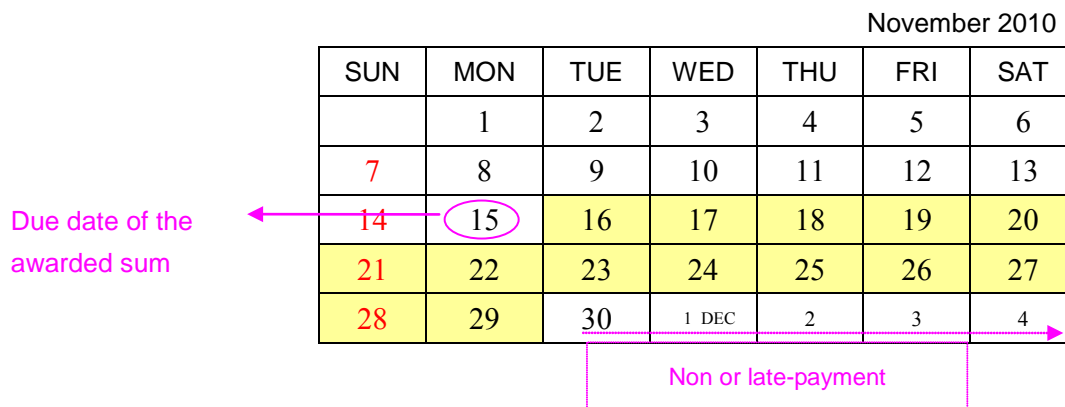 November 2010
SUN MON TUE WED THU FRI SAT
1 2 3 4 5 6
7 8 9 10 11 12 13
14 15 16 17 18 19 20
21 22 23 24 25 26 27
28 29 30 1 DEC 2 3 4
Due date of the
awarded sum
Non or late-payment